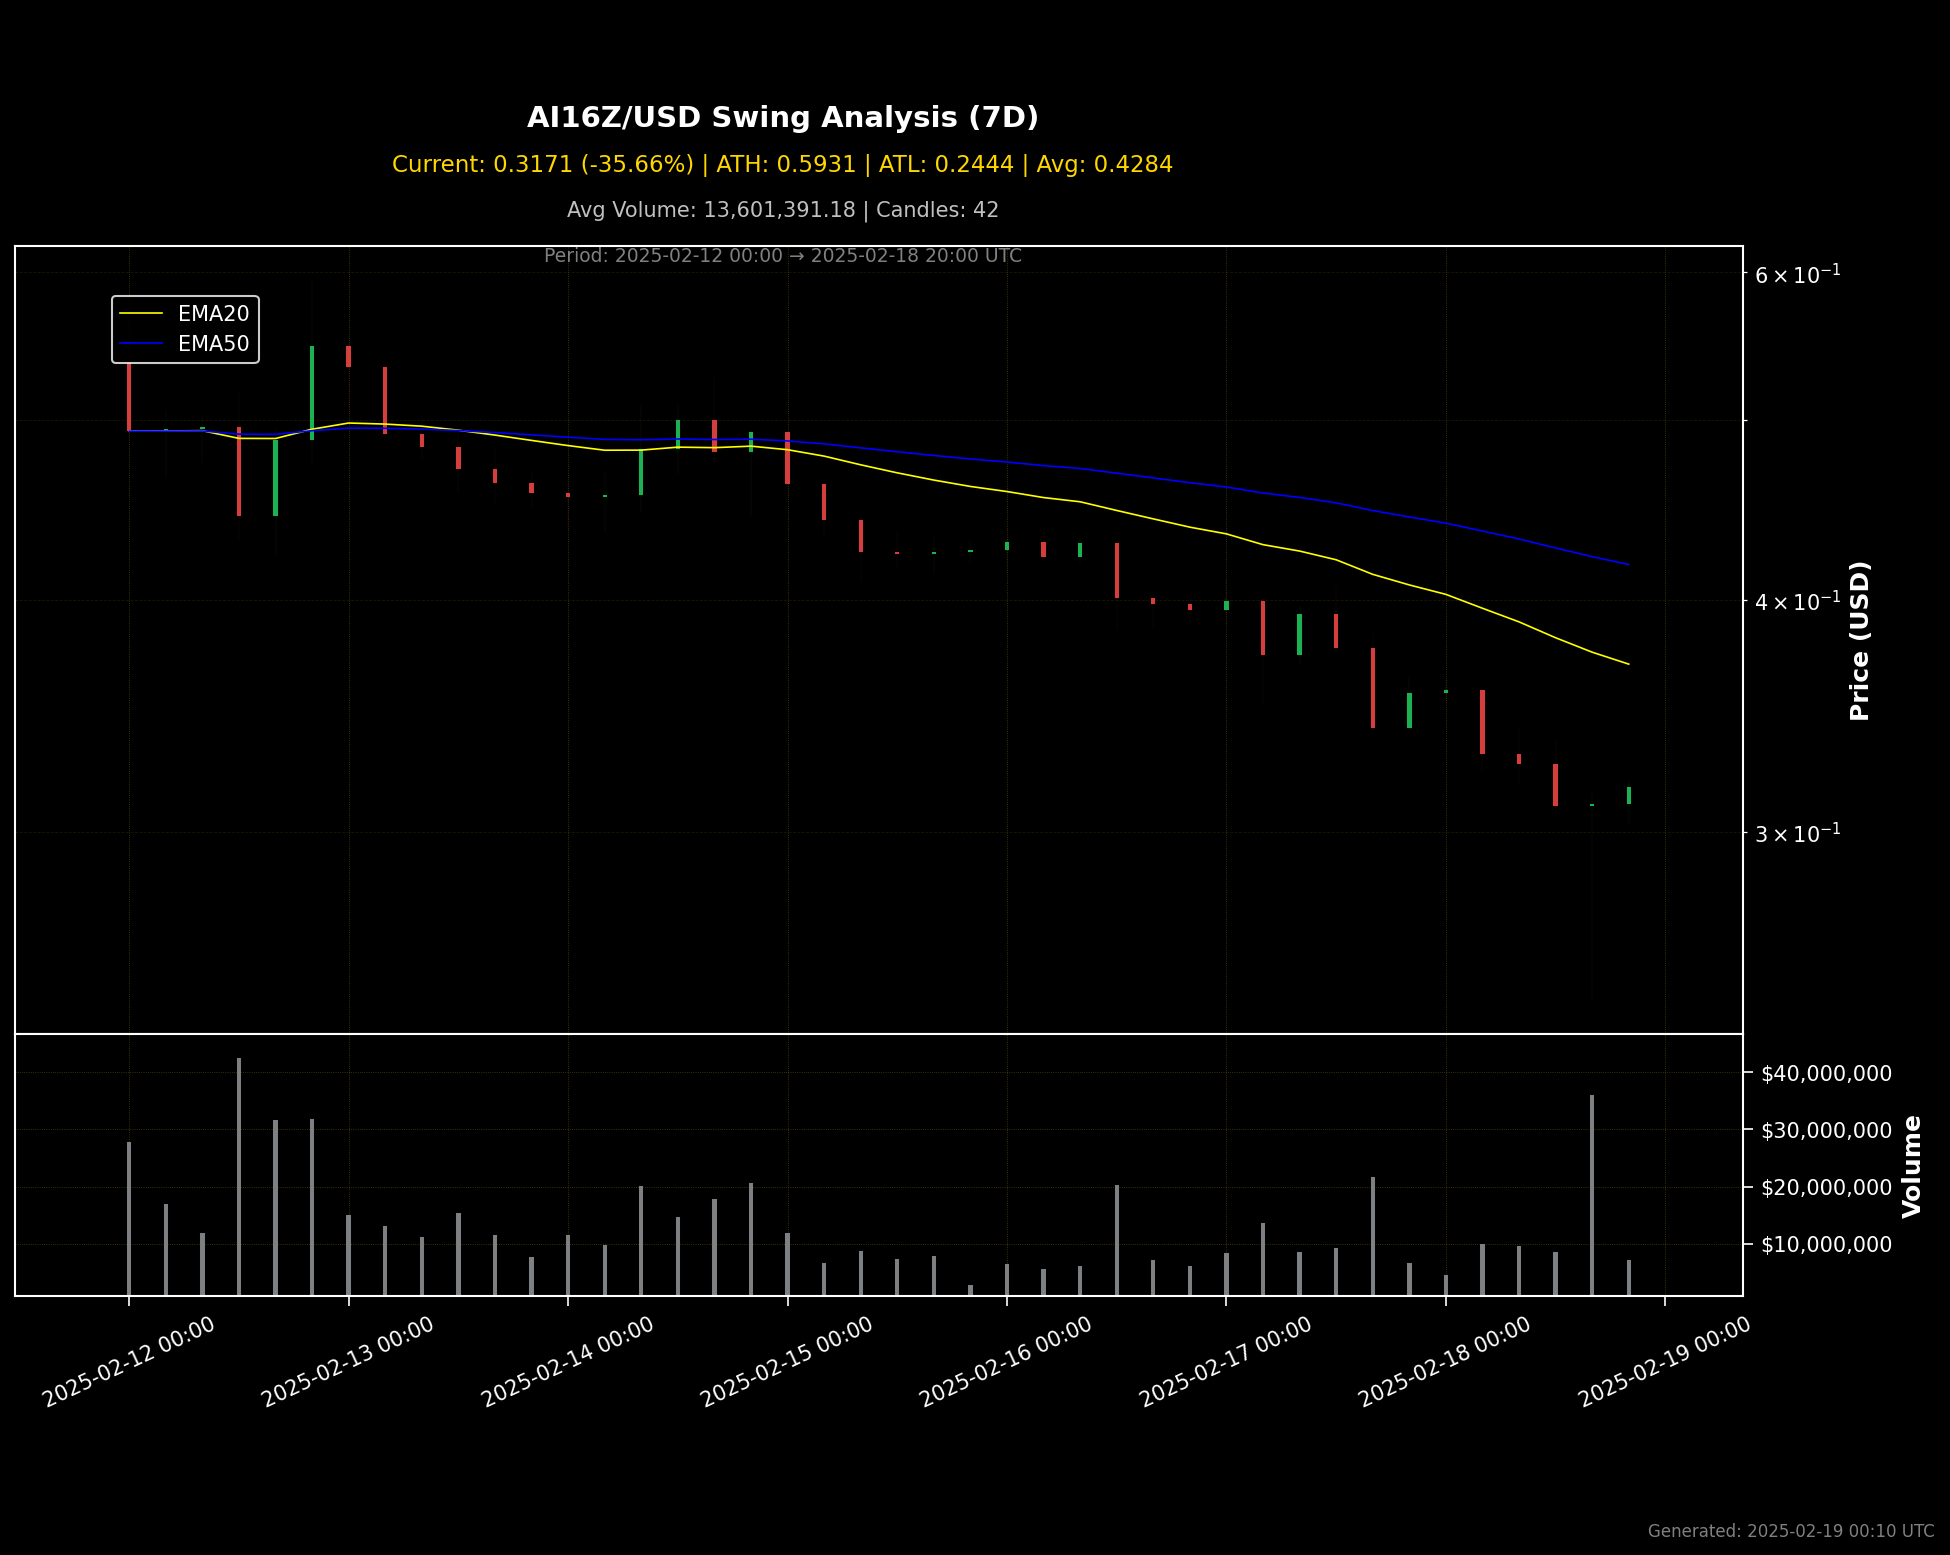 AI16Z/USD Swing Analysis (7D)
Current: 0.3171 (-35.66%) | ATH: 0.5931 | ATL: 0.2444 | Avg: 0.4284
Avg Volume: 13,601,391.18 | Candles: 42
Period: 2025-02-12 00:00 → 2025-02-18 20:00 UTC
EMA20
EMA50
6 × 10⁻¹
4 × 10⁻¹
3 × 10⁻¹
Price (USD)
$40,000,000
$30,000,000
$20,000,000
$10,000,000
Volume
2025-02-12 00:00
2025-02-13 00:00
2025-02-14 00:00
2025-02-15 00:00
2025-02-16 00:00
2025-02-17 00:00
2025-02-18 00:00
2025-02-19 00:00
Generated: 2025-02-19 00:10 UTC